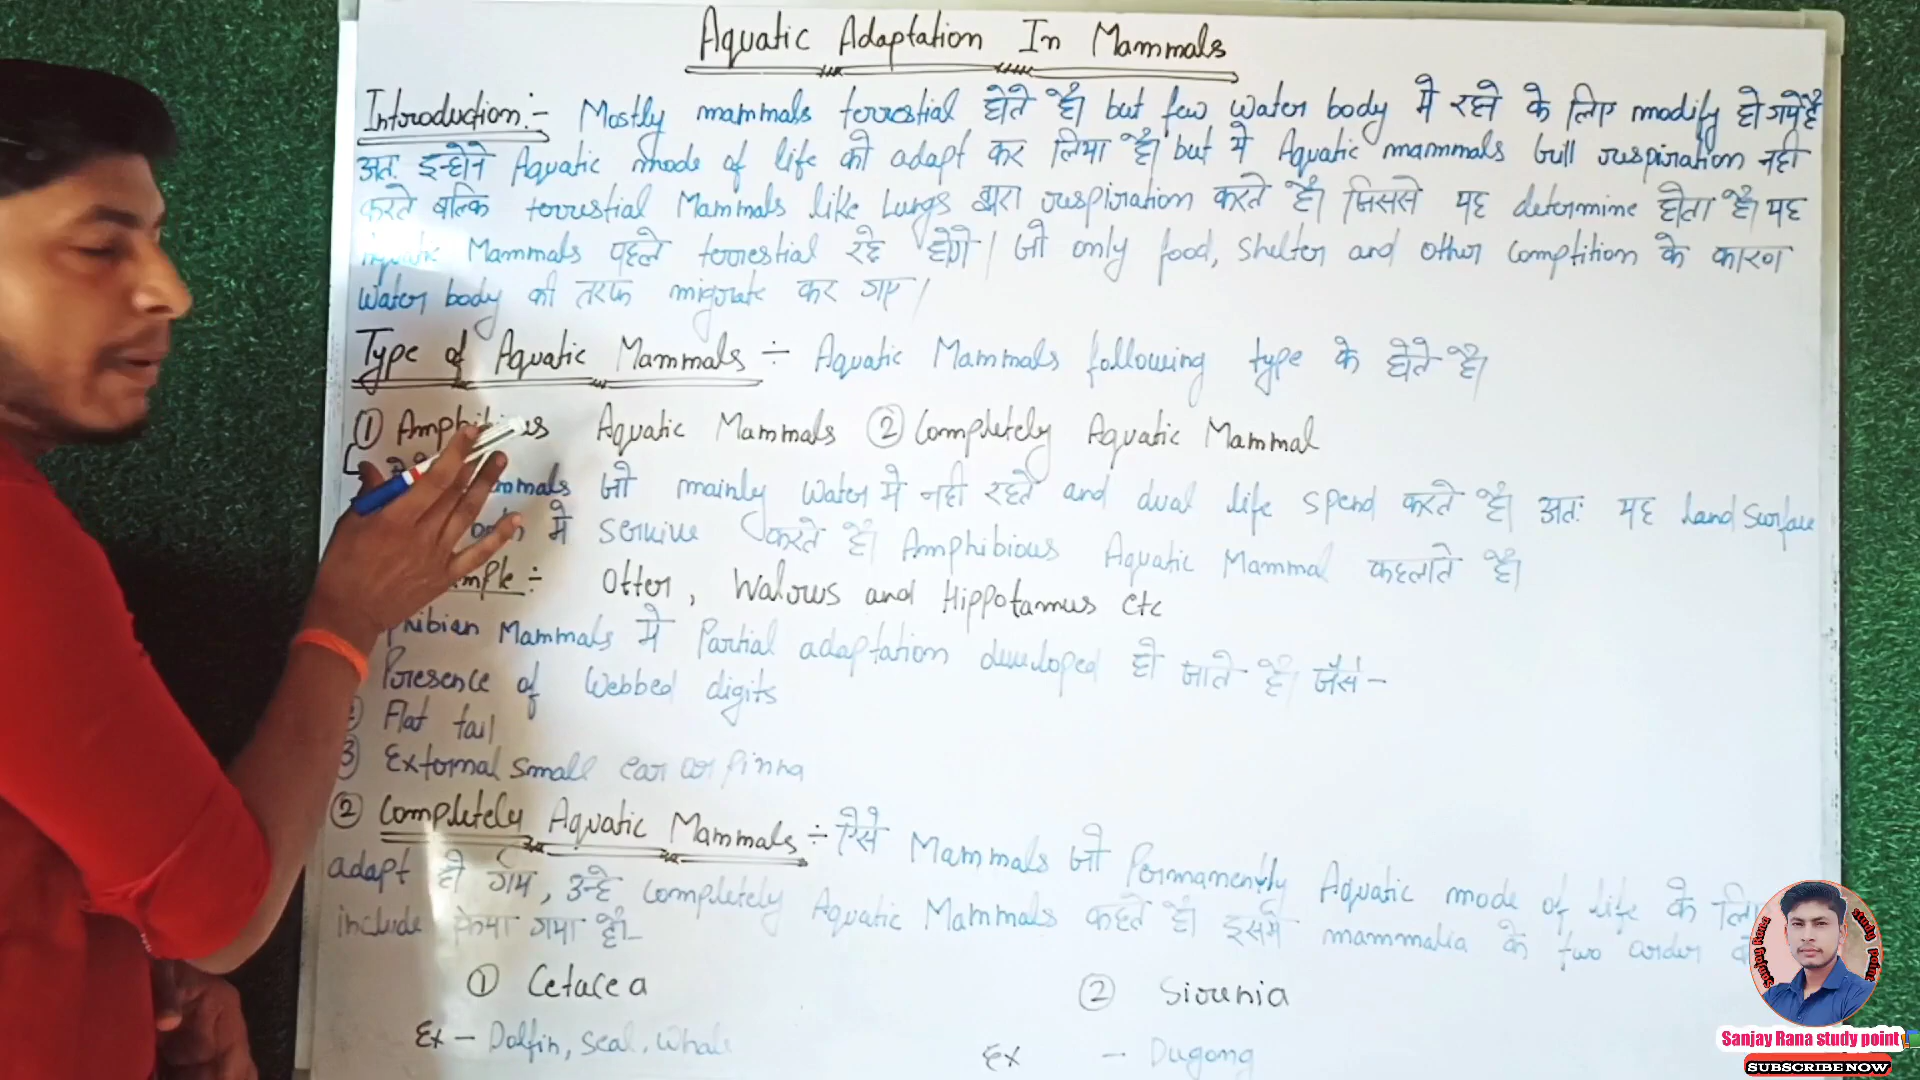 Aquatic Adaptation In Mammals
Introduction:- Mostly mammals terrestial होते है। but few water body मे रहने के लिए modify हो गये है
अतः इन्होने Aquatic mode of life को adapt कर लिया है। but ये Aquatic mammals Gill respiration नही
करते बल्कि terrestial Mammals like Lungs द्वारा respiration करते है। जिससे यह determine होता है। यह
Aquatic Mammals पहले terrestial रहे होगे। जो only food, Shelter and other Comptition के कारण
Water body की तरफ migrate कर गए।
Type of Aquatic Mammals ÷ Aquatic Mammals following type के होते है।
① Amphibious Aquatic Mammals ② Completely Aquatic Mammal
जो mainly water मे नही रहते and dual life spend करते है। अतः यह land surface
मे survive करते है। Amphibious Aquatic Mammal कहलाते है।
÷ Otter, Walrus and Hippotamus etc
Mammals मे Partial adaptation developed हो जाते है। जैसे-
Presence of Webbed digits
Flat tail
③ External small ear or pinna
② Completely Aquatic Mammals ÷ ऐसे Mammals जो Permanently Aquatic mode of life के
adapt हो गये, उन्हे Completely Aquatic Mammals कहते है। इसमे mammalia के two order
include किया गया है।-
① Cetacea ② Sirunia
Ex - Dolfin, Seal, Whale Ex - Dugong
Sanjay Rana study point
Sanjay Rana study point
SUBSCRIBE NOW